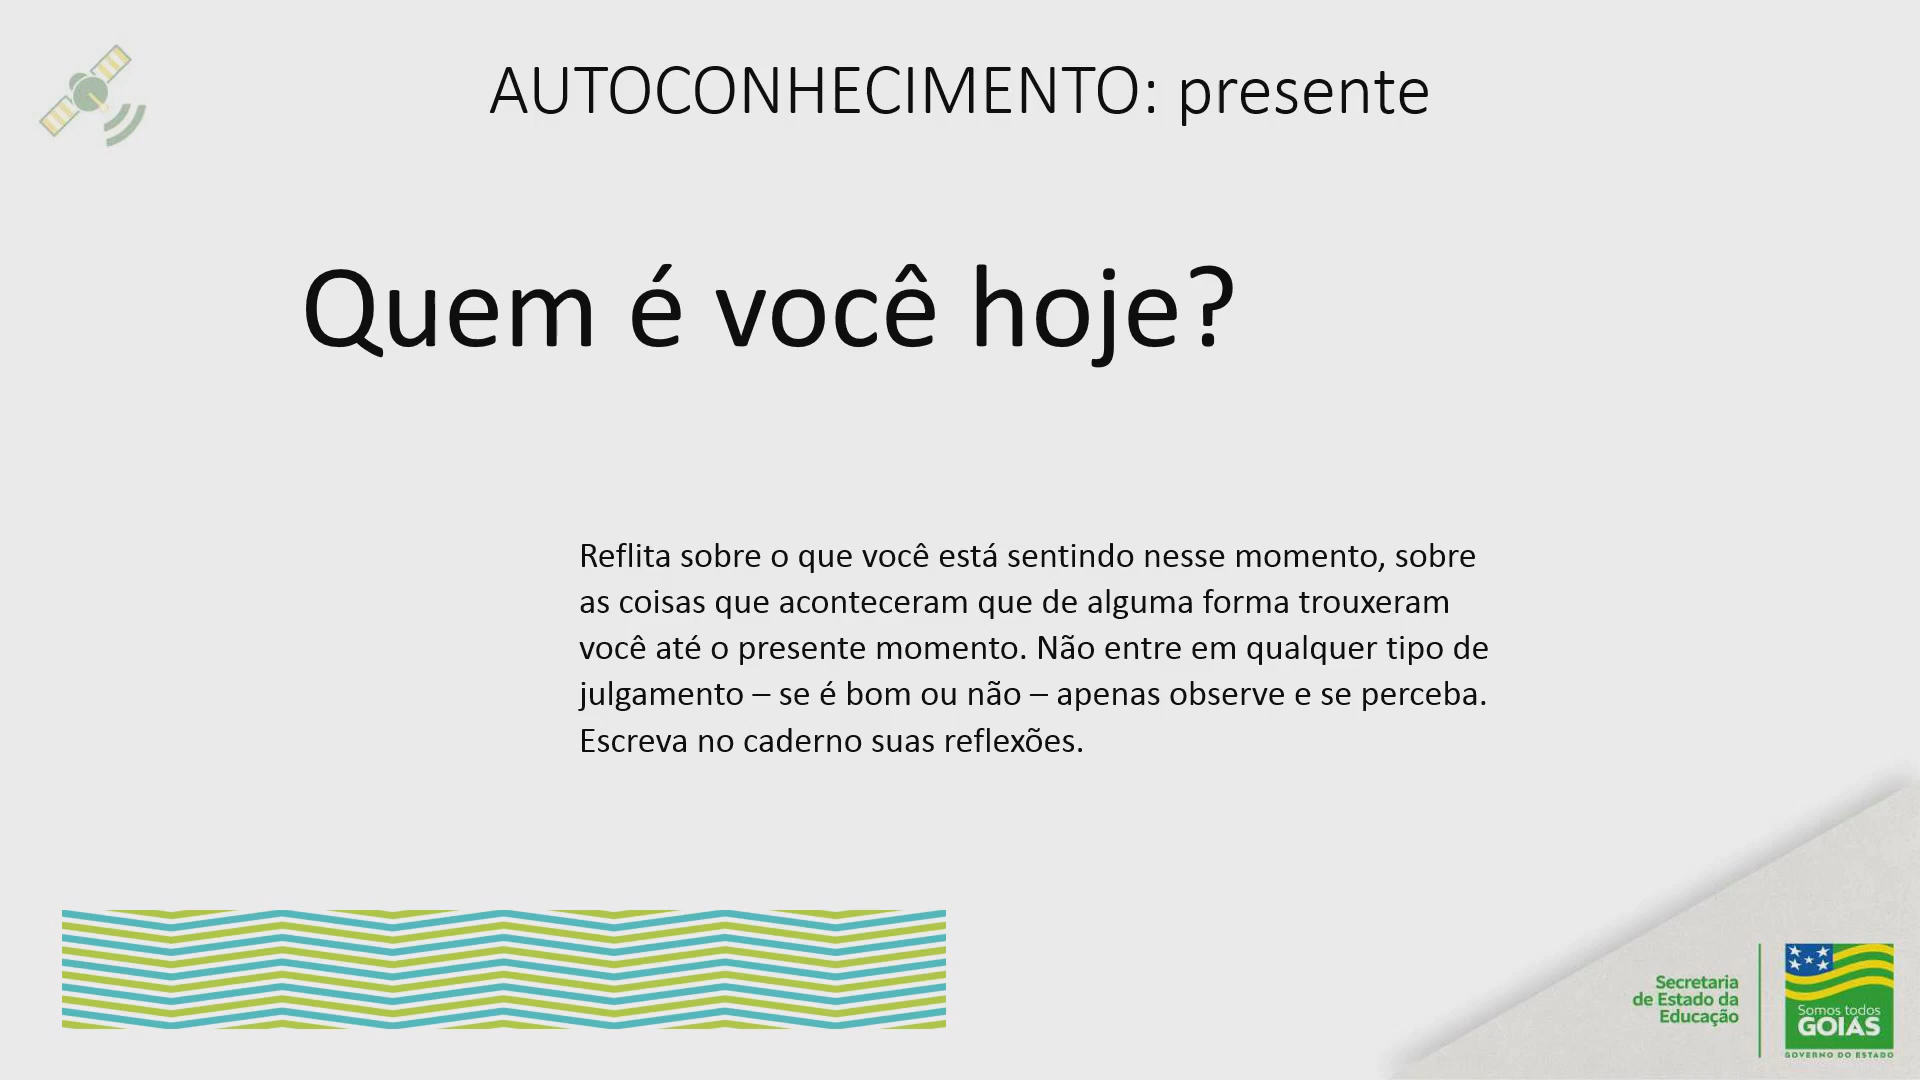 AUTOCONHECIMENTO: presente
Quem é você hoje?
Reflita sobre o que você está sentindo nesse momento, sobre
as coisas que aconteceram que de alguma forma trouxeram
você até o presente momento. Não entre em qualquer tipo de
julgamento – se é bom ou não – apenas observe e se perceba.
Escreva no caderno suas reflexões.
Secretaria
de Estado da
Educação
Somos todos
GOIÁS
GOVERNO DO ESTADO